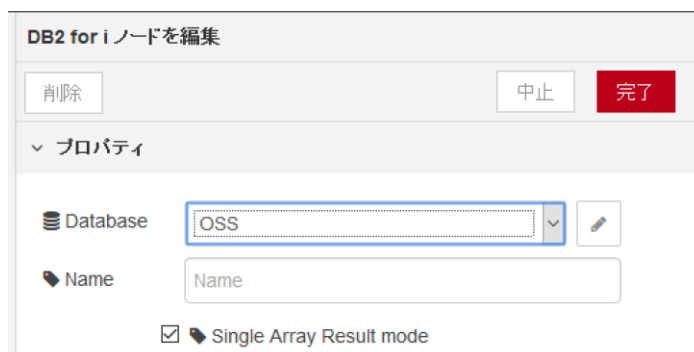 DB2 for i ノードを編集
削除 中止 完了
プロパティ
Database OSS
Name Name
Single Array Result mode